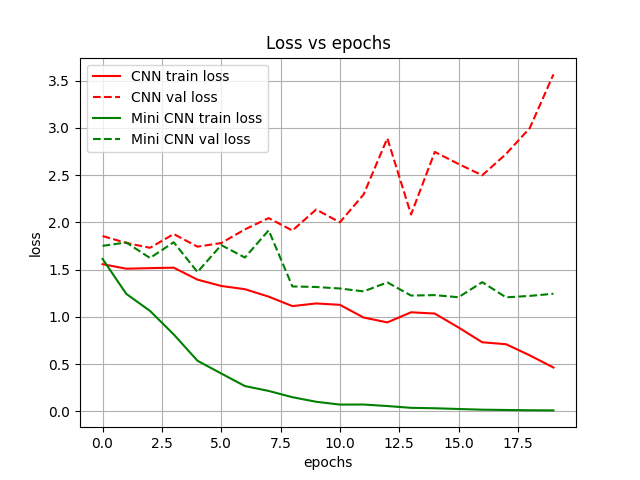 Loss vs epochs
CNN train loss
CNN val loss
Mini CNN train loss
Mini CNN val loss
loss
3.5
3.0
2.5
2.0
1.5
1.0
0.5
0.0
0.0 2.5 5.0 7.5 10.0 12.5 15.0 17.5
epochs